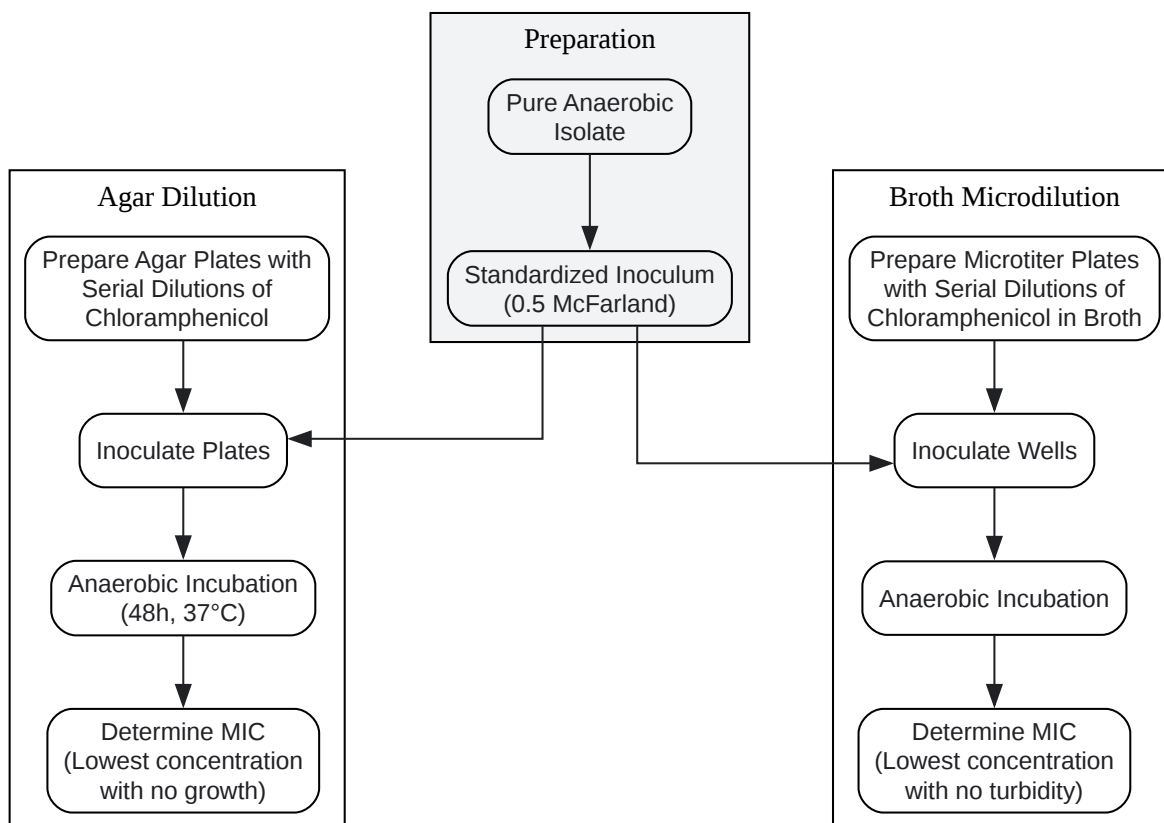 Preparation
Pure Anaerobic
Isolate
Standardized Inoculum
(0.5 McFarland)
Agar Dilution
Prepare Agar Plates with
Serial Dilutions of
Chloramphenicol
Inoculate Plates
Anaerobic Incubation
(48h, 37°C)
Determine MIC
(Lowest concentration
with no growth)
Broth Microdilution
Prepare Microtiter Plates
with Serial Dilutions of
Chloramphenicol in Broth
Inoculate Wells
Anaerobic Incubation
Determine MIC
(Lowest concentration
with no turbidity)